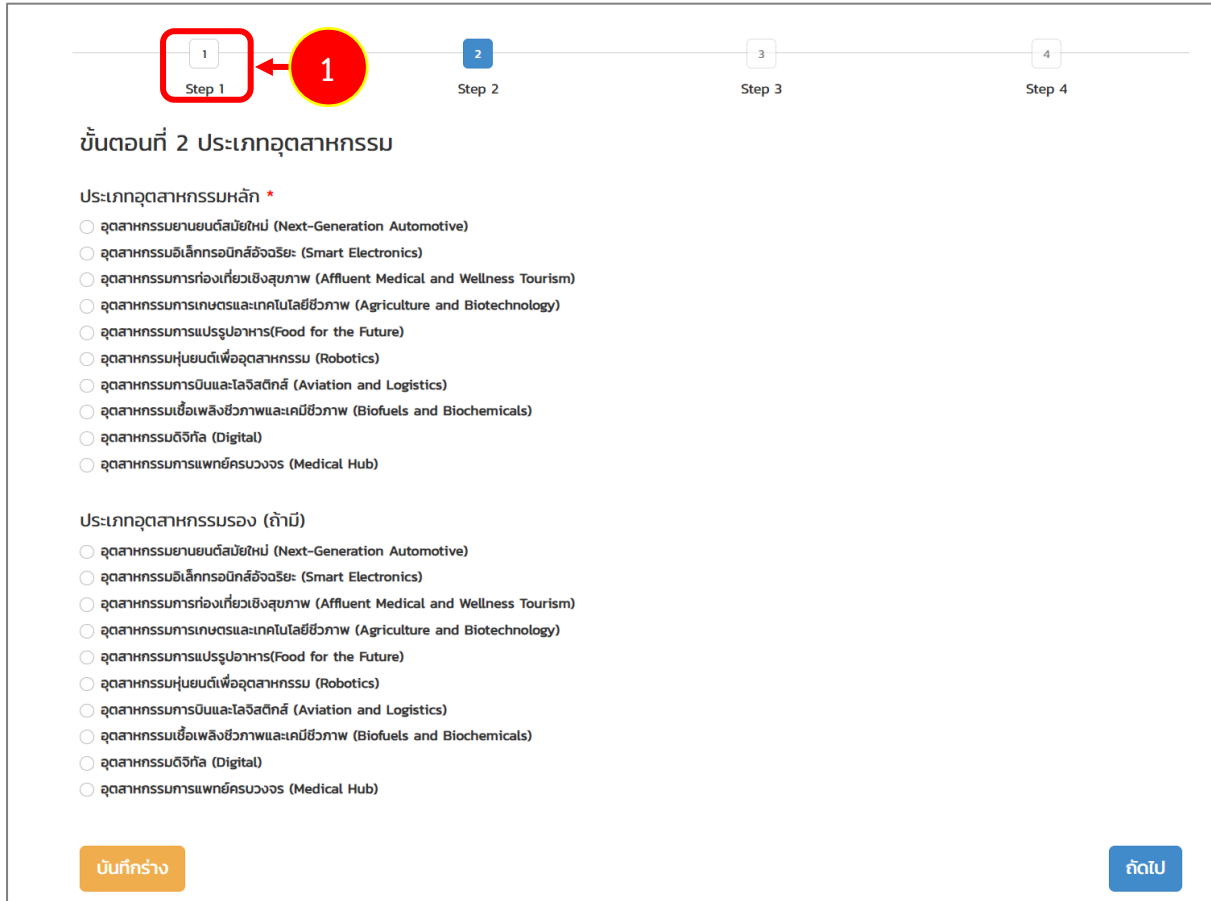 1 2 3 4
1
Step 1 Step 2 Step 3 Step 4
ขั้นตอนที่ 2 ประเภทอุตสาหกรรม
ประเภทอุตสาหกรรมหลัก *
อุตสาหกรรมยานยนต์สมัยใหม่ (Next-Generation Automotive)
อุตสาหกรรมอิเล็กทรอนิกส์อัจฉริยะ (Smart Electronics)
อุตสาหกรรมการท่องเที่ยวเชิงสุขภาพ (Affluent Medical and Wellness Tourism)
อุตสาหกรรมการเกษตรและเทคโนโลยีชีวภาพ (Agriculture and Biotechnology)
อุตสาหกรรมการแปรรูปอาหาร(Food for the Future)
อุตสาหกรรมหุ่นยนต์เพื่ออุตสาหกรรม (Robotics)
อุตสาหกรรมการบินและโลจิสติกส์ (Aviation and Logistics)
อุตสาหกรรมเชื้อเพลิงชีวภาพและเคมีชีวภาพ (Biofuels and Biochemicals)
อุตสาหกรรมดิจิทัล (Digital)
อุตสาหกรรมการแพทย์ครบวงจร (Medical Hub)
ประเภทอุตสาหกรรมรอง (ถ้ามี)
อุตสาหกรรมยานยนต์สมัยใหม่ (Next-Generation Automotive)
อุตสาหกรรมอิเล็กทรอนิกส์อัจฉริยะ (Smart Electronics)
อุตสาหกรรมการท่องเที่ยวเชิงสุขภาพ (Affluent Medical and Wellness Tourism)
อุตสาหกรรมการเกษตรและเทคโนโลยีชีวภาพ (Agriculture and Biotechnology)
อุตสาหกรรมการแปรรูปอาหาร(Food for the Future)
อุตสาหกรรมหุ่นยนต์เพื่ออุตสาหกรรม (Robotics)
อุตสาหกรรมการบินและโลจิสติกส์ (Aviation and Logistics)
อุตสาหกรรมเชื้อเพลิงชีวภาพและเคมีชีวภาพ (Biofuels and Biochemicals)
อุตสาหกรรมดิจิทัล (Digital)
อุตสาหกรรมการแพทย์ครบวงจร (Medical Hub)
บันทึกร่าง ถัดไป